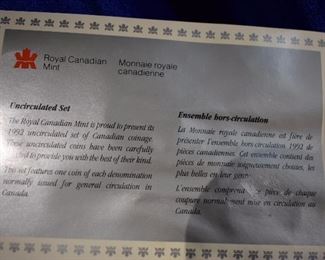 Royal Canadian
Mint
Monnaie royale
canadienne
Uncirculated Set
The Royal Canadian Mint is proud to present its
1992 uncirculated set of Canadian coinage.
These uncirculated coins have been carefully
to provide you with the best of their kind.
This set features one coin of each denomination
normally issued for general circulation in
Canada.
Ensemble hors-circulation
La Monnaie royale canadienne est fière de
présenter l'ensemble hors-circulation 1992 de
pièces canadiennes. Cet ensemble contient des
pièces de monnaie soigneusement choisies, les
plus belles en leur genre.
L'ensemble comprend pièce de chaque
coupure normalement mise en circulation au
Canada.